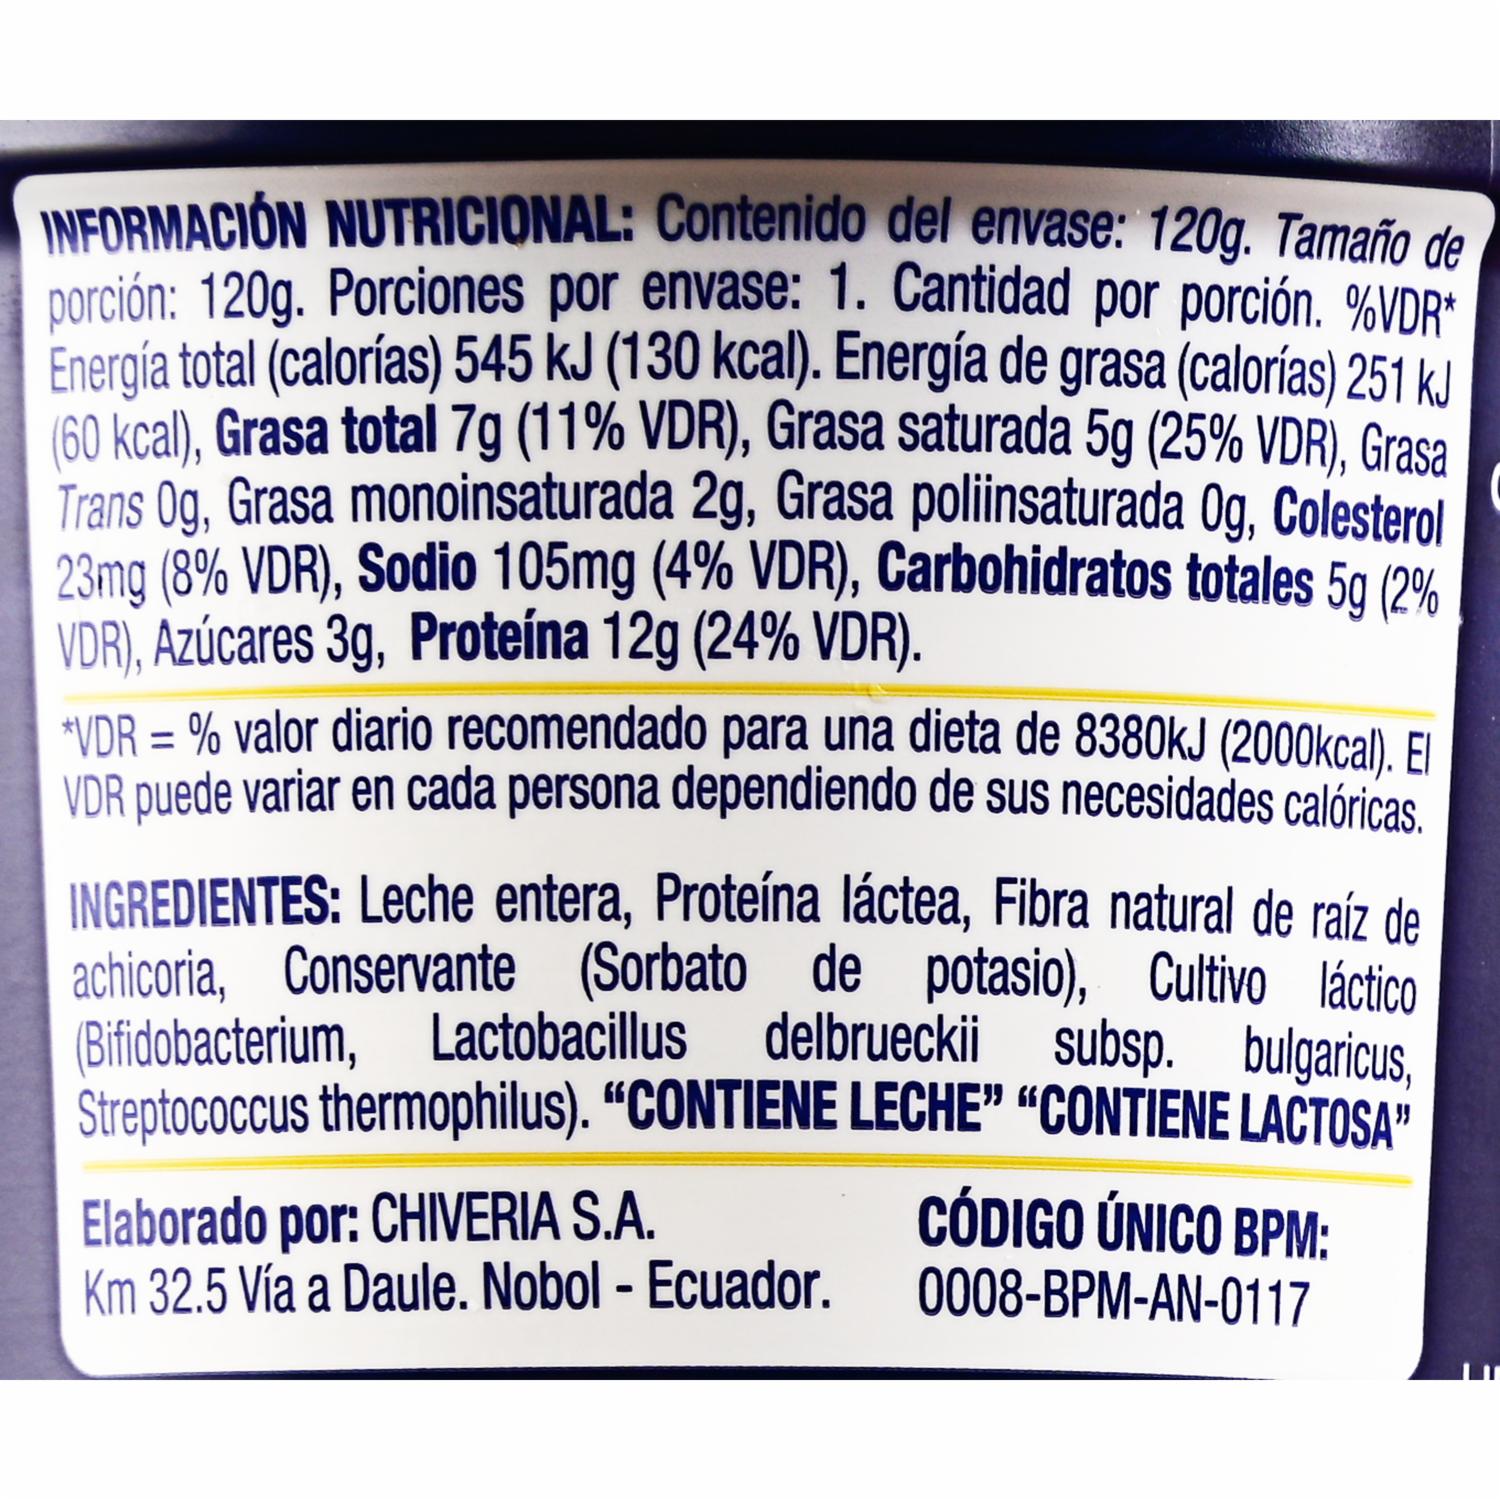 INFORMACIÓN NUTRICIONAL: Contenido del envase: 120g. Tamaño de
porción: 120g. Porciones por envase: 1. Cantidad por porción. %VDR*
Energía total (calorías) 545 kJ (130 kcal). Energía de grasa (calorías) 251 kJ
(60 kcal), Grasa total 7g (11% VDR), Grasa saturada 5g (25% VDR), Grasa
Trans 0g, Grasa monoinsaturada 2g, Grasa poliinsaturada 0g, Colesterol
23mg (8% VDR), Sodio 105mg (4% VDR), Carbohidratos totales 5g (2%
VDR), Azúcares 3g, Proteína 12g (24% VDR).
*VDR = % valor diario recomendado para una dieta de 8380kJ (2000kcal). El
VDR puede variar en cada persona dependiendo de sus necesidades calóricas.
INGREDIENTES: Leche entera, Proteína láctea, Fibra natural de raíz de
achicoria, Conservante (Sorbato de potasio), Cultivo láctico
(Bifidobacterium, Lactobacillus delbrueckii subsp. bulgaricus,
Streptococcus thermophilus). “CONTIENE LECHE” “CONTIENE LACTOSA”
Elaborado por: CHIVERIA S.A.
Km 32.5 Vía a Daule. Nobol - Ecuador.
CÓDIGO ÚNICO BPM:
0008-BPM-AN-0117